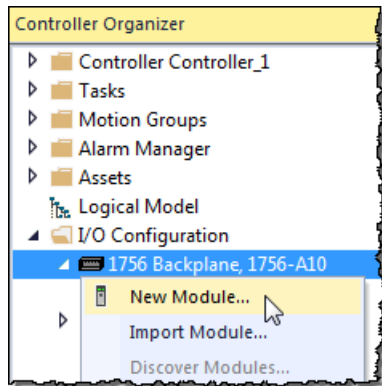 Controller Organizer
Controller Controller_1
Tasks
Motion Groups
Alarm Manager
Assets
Logical Model
I/O Configuration
1756 Backplane, 1756-A10
New Module...
Import Module...
Discover Modules...